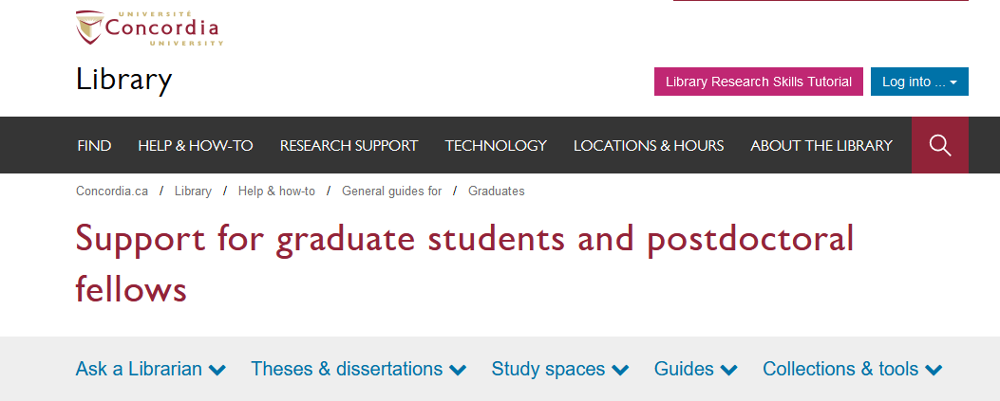 UNIVERSITÉ
Concordia
UNIVERSITY
Library
Library Research Skills Tutorial
Log into ...
FIND HELP & HOW-TO RESEARCH SUPPORT TECHNOLOGY LOCATIONS & HOURS ABOUT THE LIBRARY
Concordia.ca / Library / Help & how-to / General guides for / Graduates
Support for graduate students and postdoctoral
fellows
Ask a Librarian Theses & dissertations Study spaces Guides Collections & tools